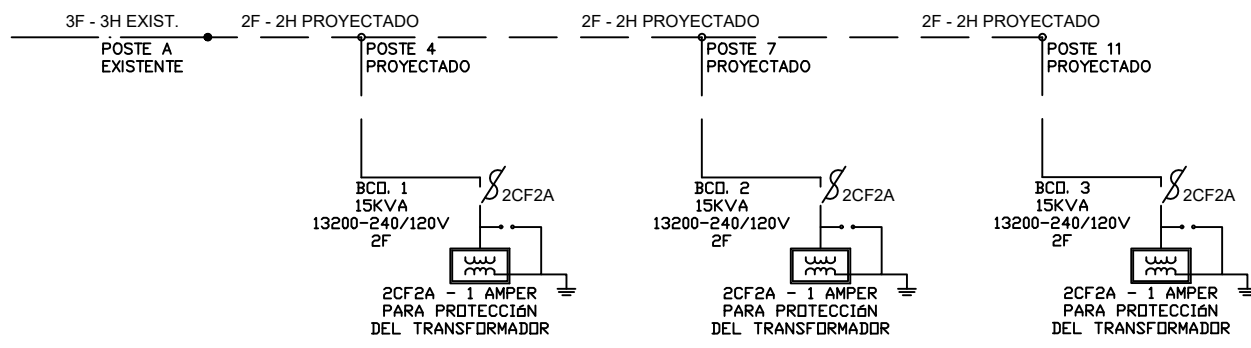 3F - 3H EXIST.
2F - 2H PROYECTADO
2F - 2H PROYECTADO
2F - 2H PROYECTADO
POSTE A
EXISTENTE
POSTE 4
PROYECTADO
POSTE 7
PROYECTADO
POSTE 11
PROYECTADO
BCO. 1
15KVA
13200-240/120V
2F
2CF2A
2CF2A - 1 AMPER
PARA PROTECCIÓN
DEL TRANSFORMADOR
BCO. 2
15KVA
13200-240/120V
2F
2CF2A
2CF2A - 1 AMPER
PARA PROTECCIÓN
DEL TRANSFORMADOR
BCO. 3
15KVA
13200-240/120V
2F
2CF2A
2CF2A - 1 AMPER
PARA PROTECCIÓN
DEL TRANSFORMADOR